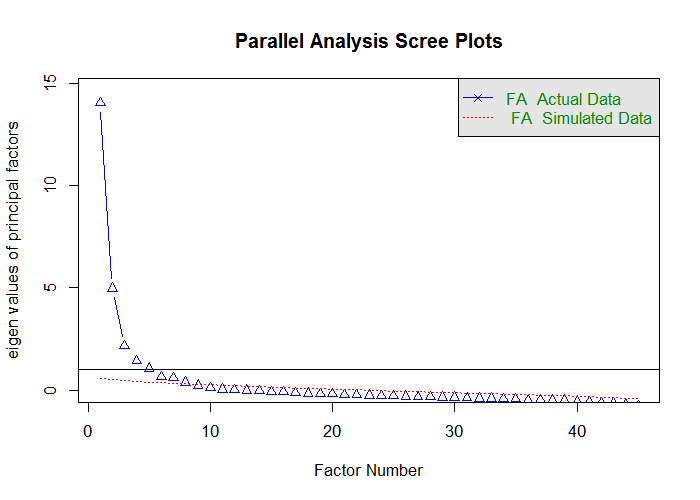 Parallel Analysis Scree Plots
eigen values of principal factors
15
10
5
0
FA Actual Data
FA Simulated Data
0 10 20 30 40
Factor Number